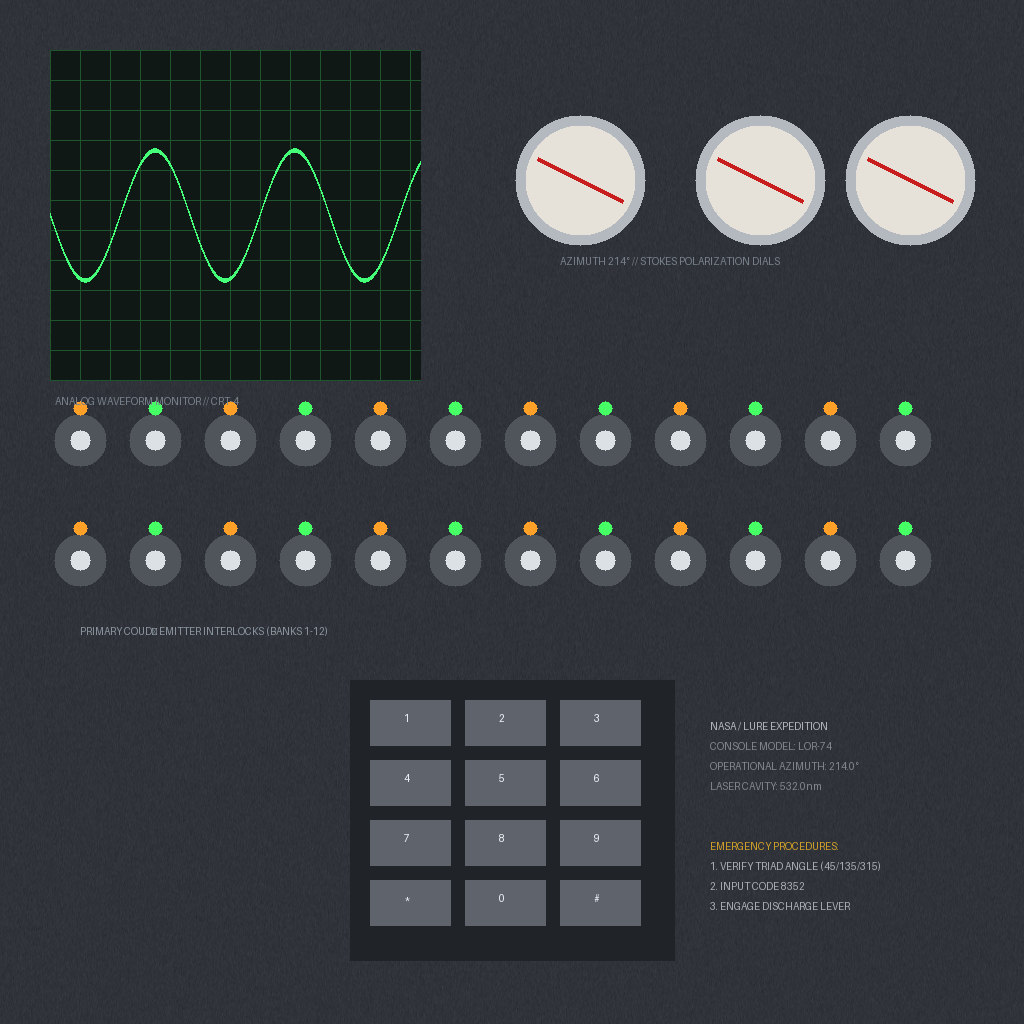 AZIMUTH 214° // STOKES POLARIZATION DIALS
ANALOG WAVEFORM MONITOR // CRT-4
PRIMARY COUD▯ EMITTER INTERLOCKS (BANKS 1-12)
1 2 3
4 5 6
7 8 9
* 0 #
NASA / LURE EXPEDITION
CONSOLE MODEL: LOR-74
OPERATIONAL AZIMUTH: 214.0°
LASER CAVITY: 532.0nm
EMERGENCY PROCEDURES:
1. VERIFY TRIAD ANGLE (45/135/315)
2. INPUT CODE 8352
3. ENGAGE DISCHARGE LEVER